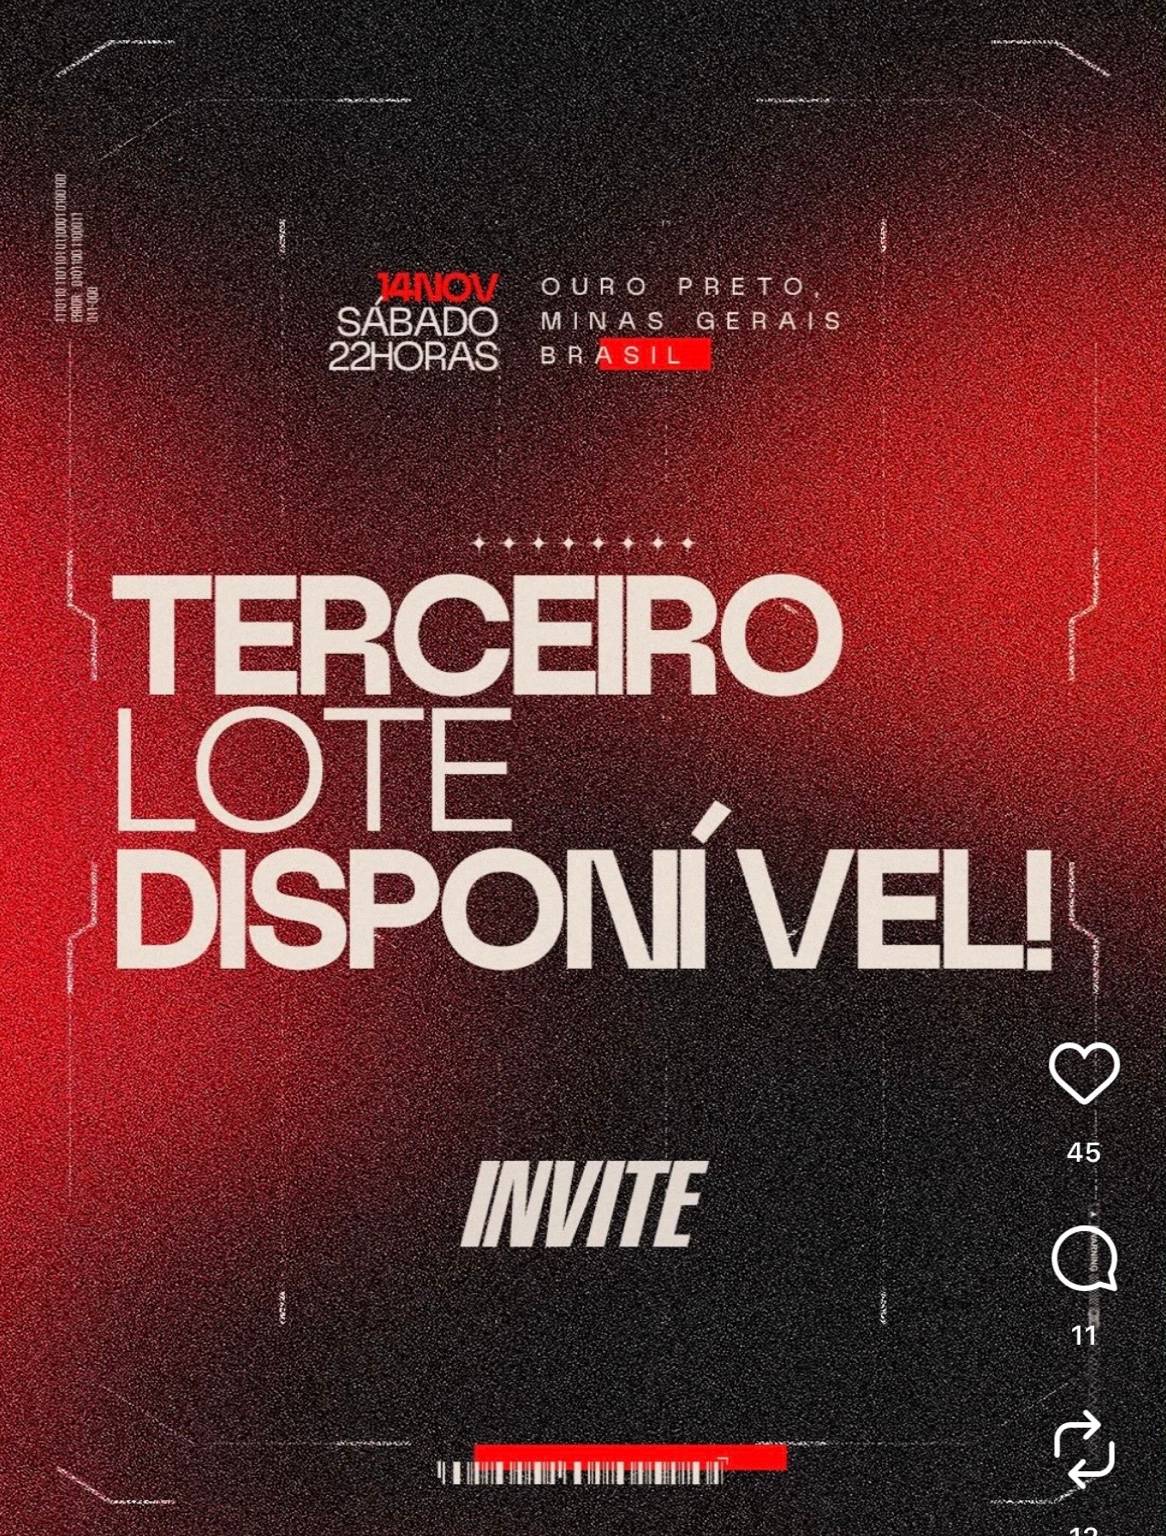 14NOV
SÁBADO
22HORAS
OURO PRETO,
MINAS GERAIS
BRASIL
TERCEIRO
LOTE
DISPONÍVEL!
INVITE
45
11